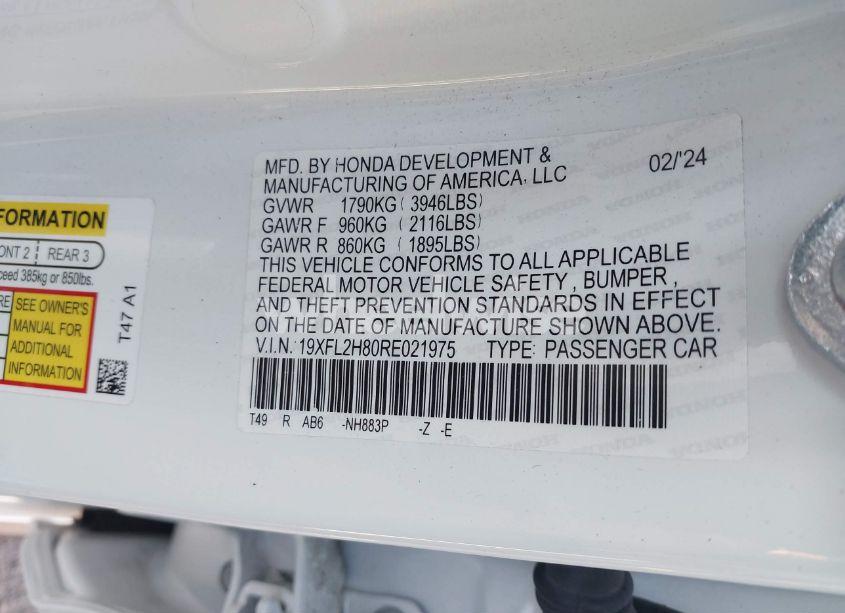 FORMATION
ONT 2 REAR 3
ceed 385kg or 850lbs.
RE
SEE OWNER'S
MANUAL FOR
ADDITIONAL
INFORMATION
T47 A1
MFD. BY HONDA DEVELOPMENT &
MANUFACTURING OF AMERICA, LLC
02/'24
GVWR 1790KG ( 3946LBS)
GAWR F 960KG ( 2116LBS)
GAWR R 860KG ( 1895LBS)
THIS VEHICLE CONFORMS TO ALL APPLICABLE
FEDERAL MOTOR VEHICLE SAFETY , BUMPER ,
AND THEFT PREVENTION STANDARDS IN EFFECT
ON THE DATE OF MANUFACTURE SHOWN ABOVE.
V.I.N. 19XFL2H80RE021975 TYPE: PASSENGER CAR
T49 R AB6 -NH883P -Z -E